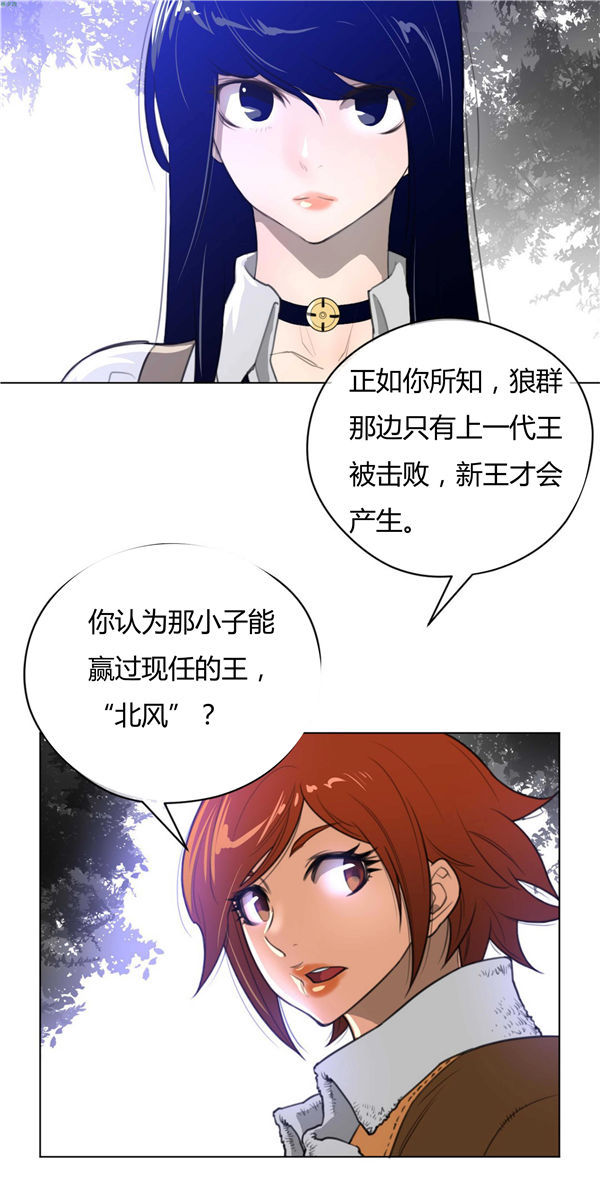 正如你所知，狼群
那边只有上一代王
被击败，新王才会
产生。
你认为那小子能
赢过现任的王，
“北风”？